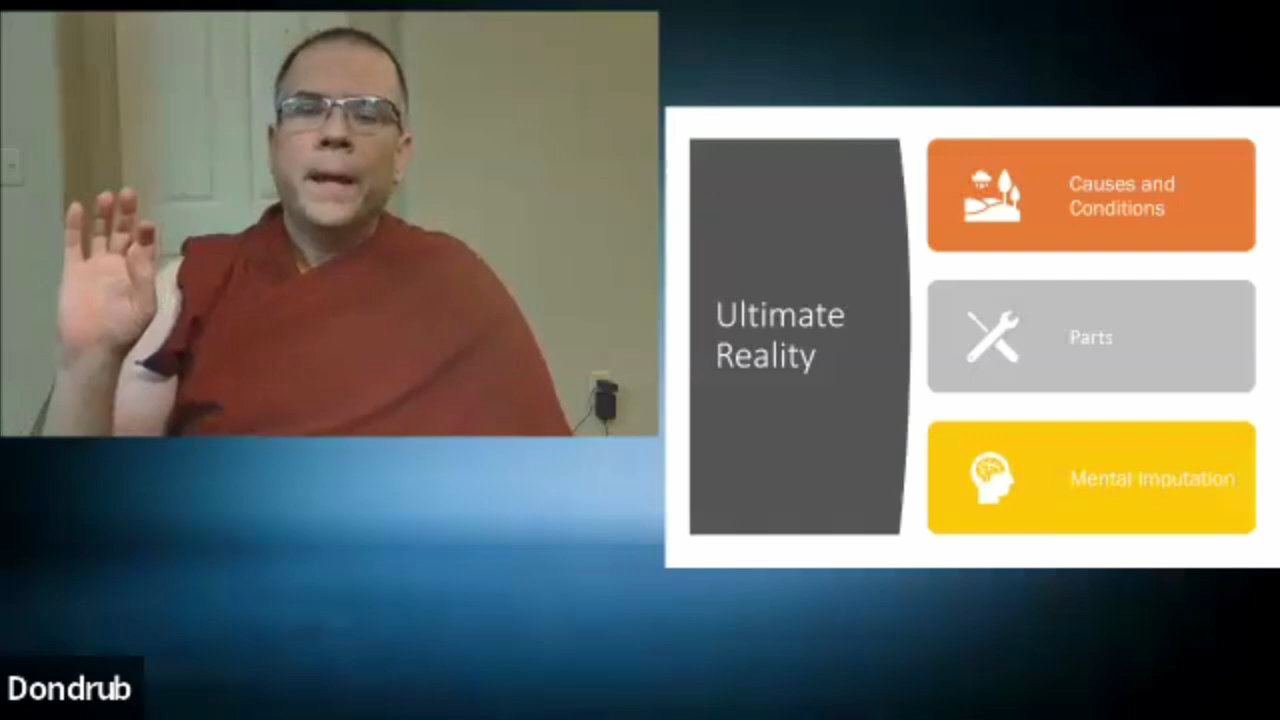 Ultimate
Reality
Causes and
Conditions
Parts
Mental Imputation
Dondrub